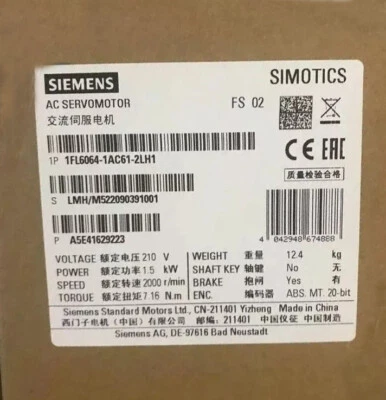 SIEMENS
SIMOTICS
AC SERVOMOTOR
FS 02
交流伺服电机
1P 1FL6064-1AC61-2LH1
CE EAC
质量检验合格
S LMH/M522090391001
P A5E41629223
4 042948 674868
VOLTAGE 额定电压 210 V
WEIGHT 重量 12.4 kg
POWER 额定功率 1.5 kW
SHAFT KEY 轴键 No 无
SPEED 额定转速 2000 r/min
BRAKE 抱闸 Yes 有
TORQUE 额定扭矩 7.16 N.m
ENC. 编码器 ABS. MT. 20-bit
Siemens Standard Motors Ltd., CN-211401 Yizheng Made in China
西门子电机（中国）有限公司 邮编：211401 中国仪征 中国制造
Siemens AG, DE-97616 Bad Neustadt